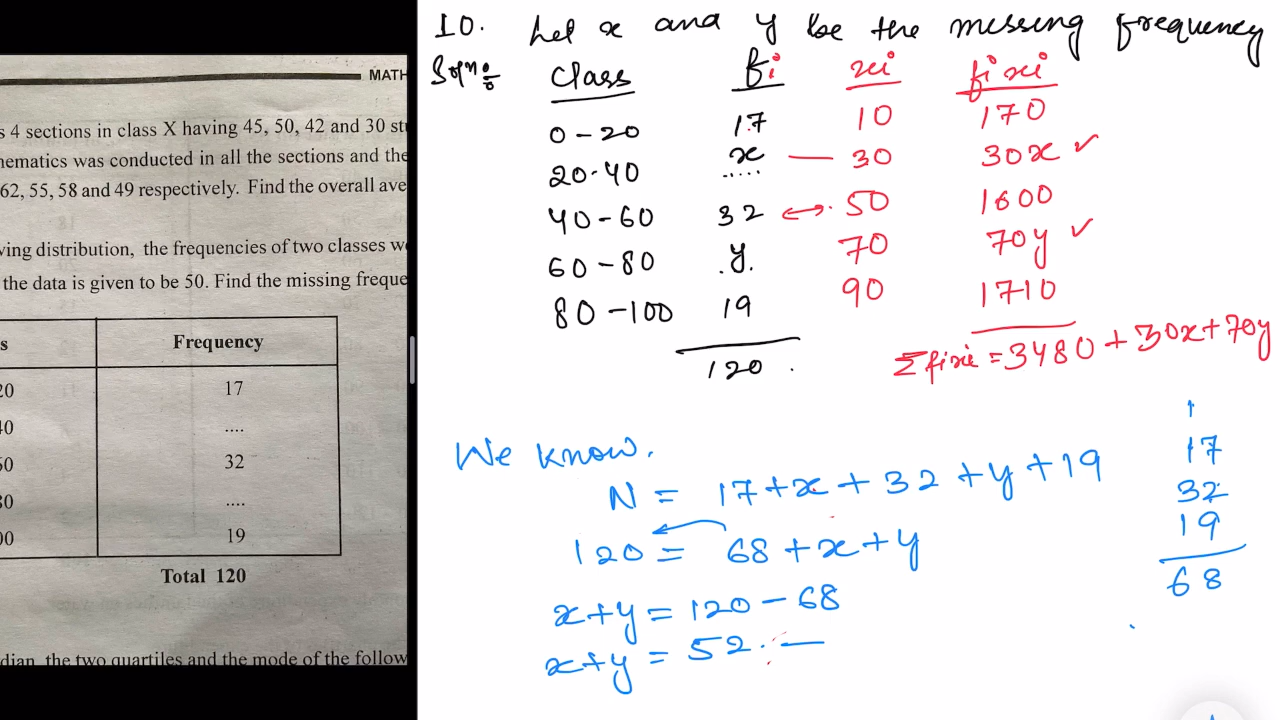 MATH
s 4 sections in class X having 45, 50, 42 and 30 st
nematics was conducted in all the sections and the
62, 55, 58 and 49 respectively. Find the overall ave
ving distribution, the frequencies of two classes w
the data is given to be 50. Find the missing freque
s Frequency
20 17
40 ....
60 32
80 ....
00 19
Total 120
dian, the two quartiles and the mode of the follow
10. Let x and y be the missing frequency
Solⁿ:
Class fi xi fixi
0-20 17 10 170
20-40 x — 30 30x ✓
..... 
40-60 32 ↔ 50 1600
60-80 y 70 70y ✓
80-100 19 90 1710
120 Σfixi = 3480 + 30x + 70y
We know.
N = 17 + x + 32 + y + 19
120 = 68 + x + y
x + y = 120 - 68
x + y = 52. —
1
17
32
19
68